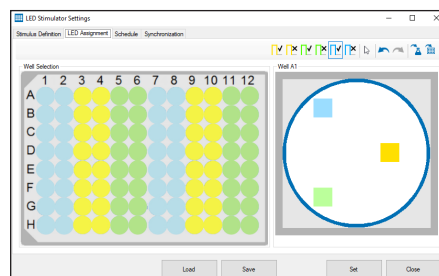 LED Stimulator Settings
Stimulus Definition LED Assignment Schedule Synchronization
Well Selection Well A1
1 2 3 4 5 6 7 8 9 10 11 12
A
B
C
D
E
F
G
H
Load Save Set Close